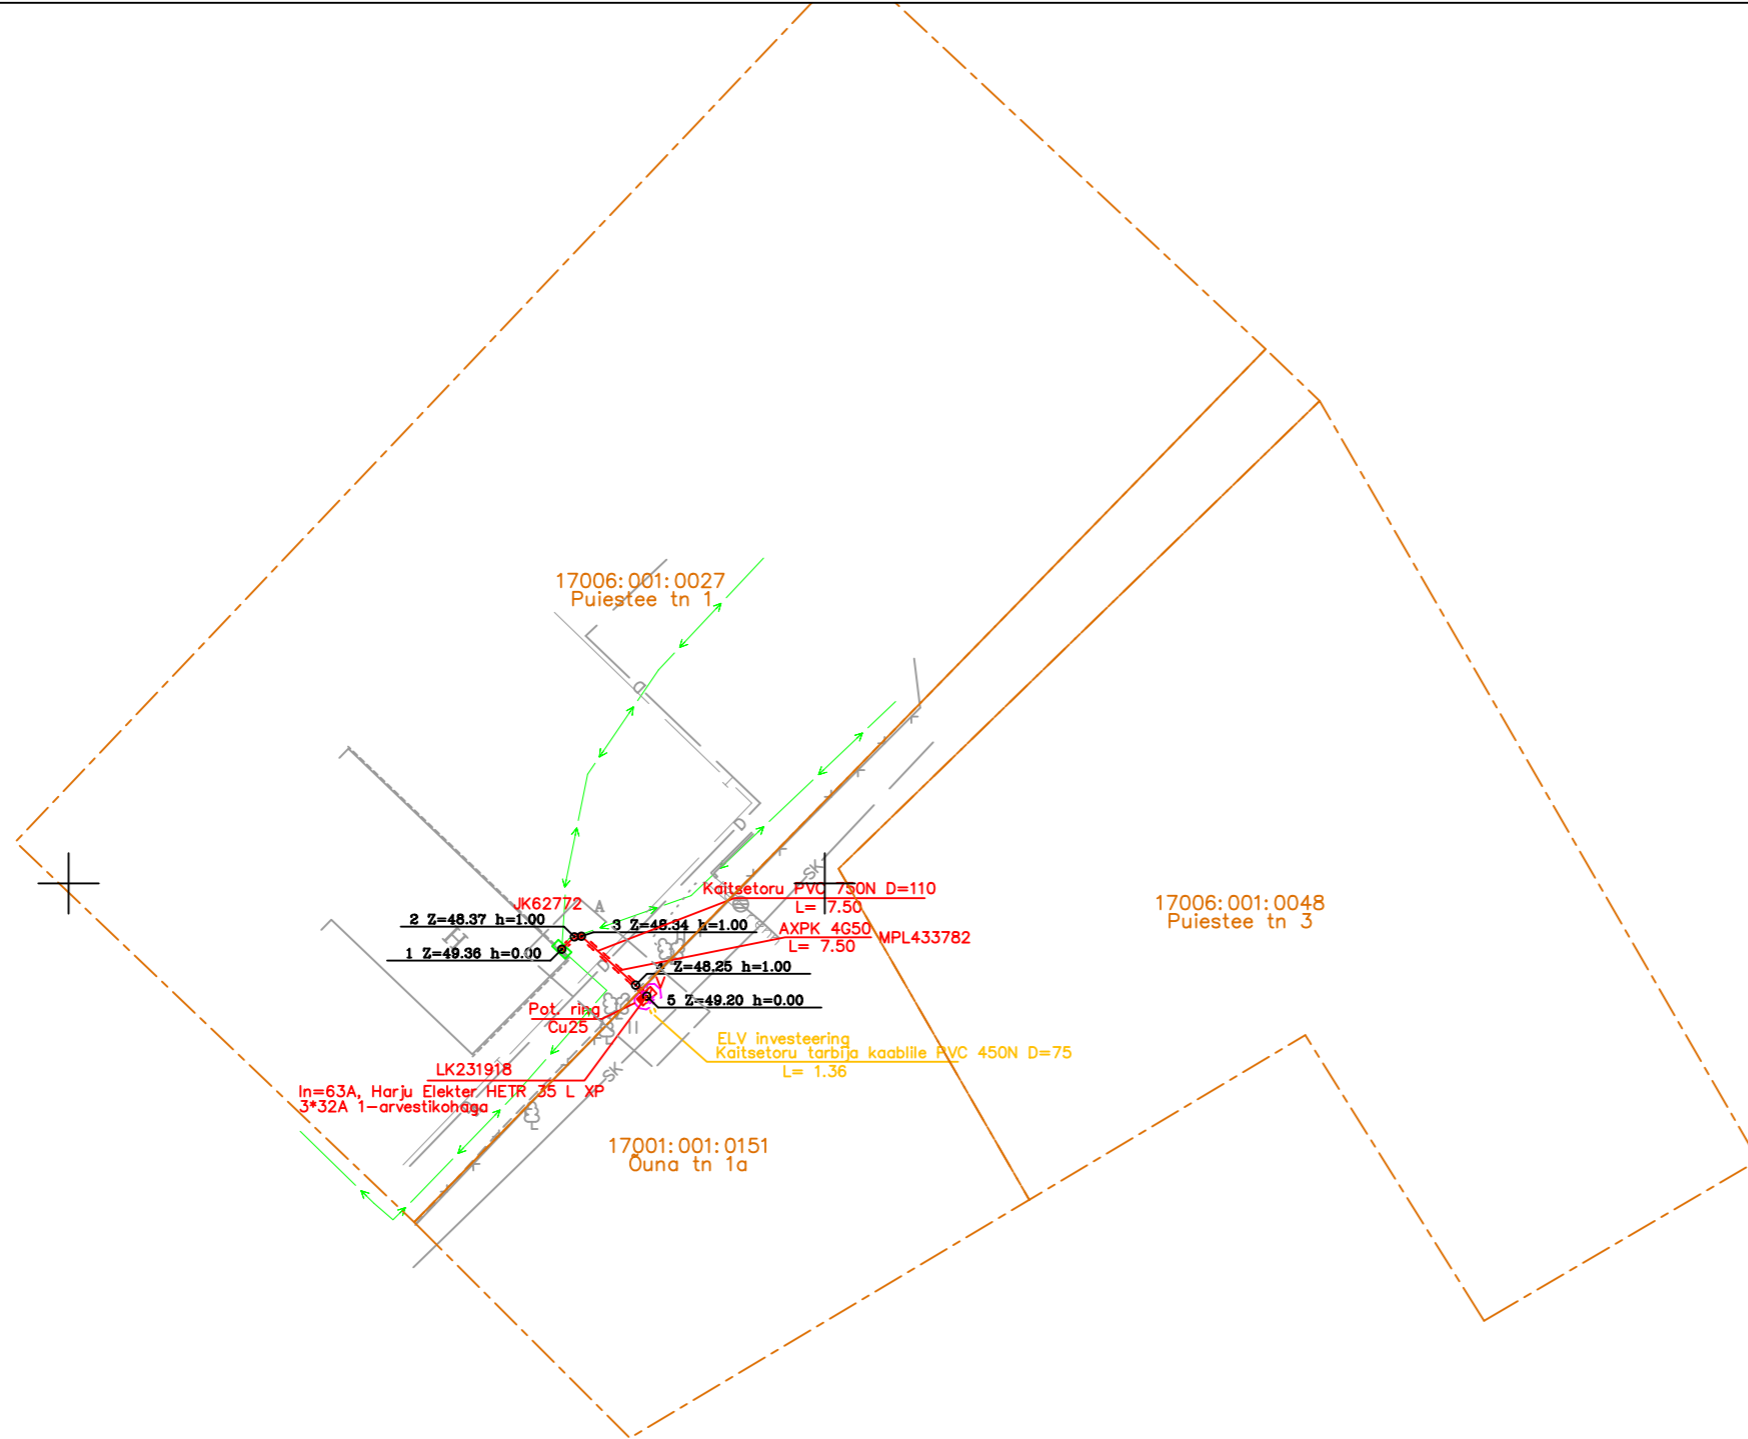 17006:001:0027
Puiestee tn 1
JK62772
A
Kaitsetoru PVC 750N D=110
L= 7.50
17006:001:0048
Puiestee tn 3
2 Z=48.37 h=1.00
3 Z=48.34 h=1.00
AXPK 4G50
MPL433782
L= 7.50
1 Z=49.36 h=0.00
Z=48.25 h=1.00
5 Z=49.20 h=0.00
Pot. ring
Cu25
ELV investeering
Kaitsetoru tarbija kaablile PVC 450N D=75
L= 1.36
LK231918
In=63A, Harju Elekter HETR 35 L XP
3*32A 1-arvestikohaga
17001:001:0151
Õuna tn 1a
SK
SK
D
D